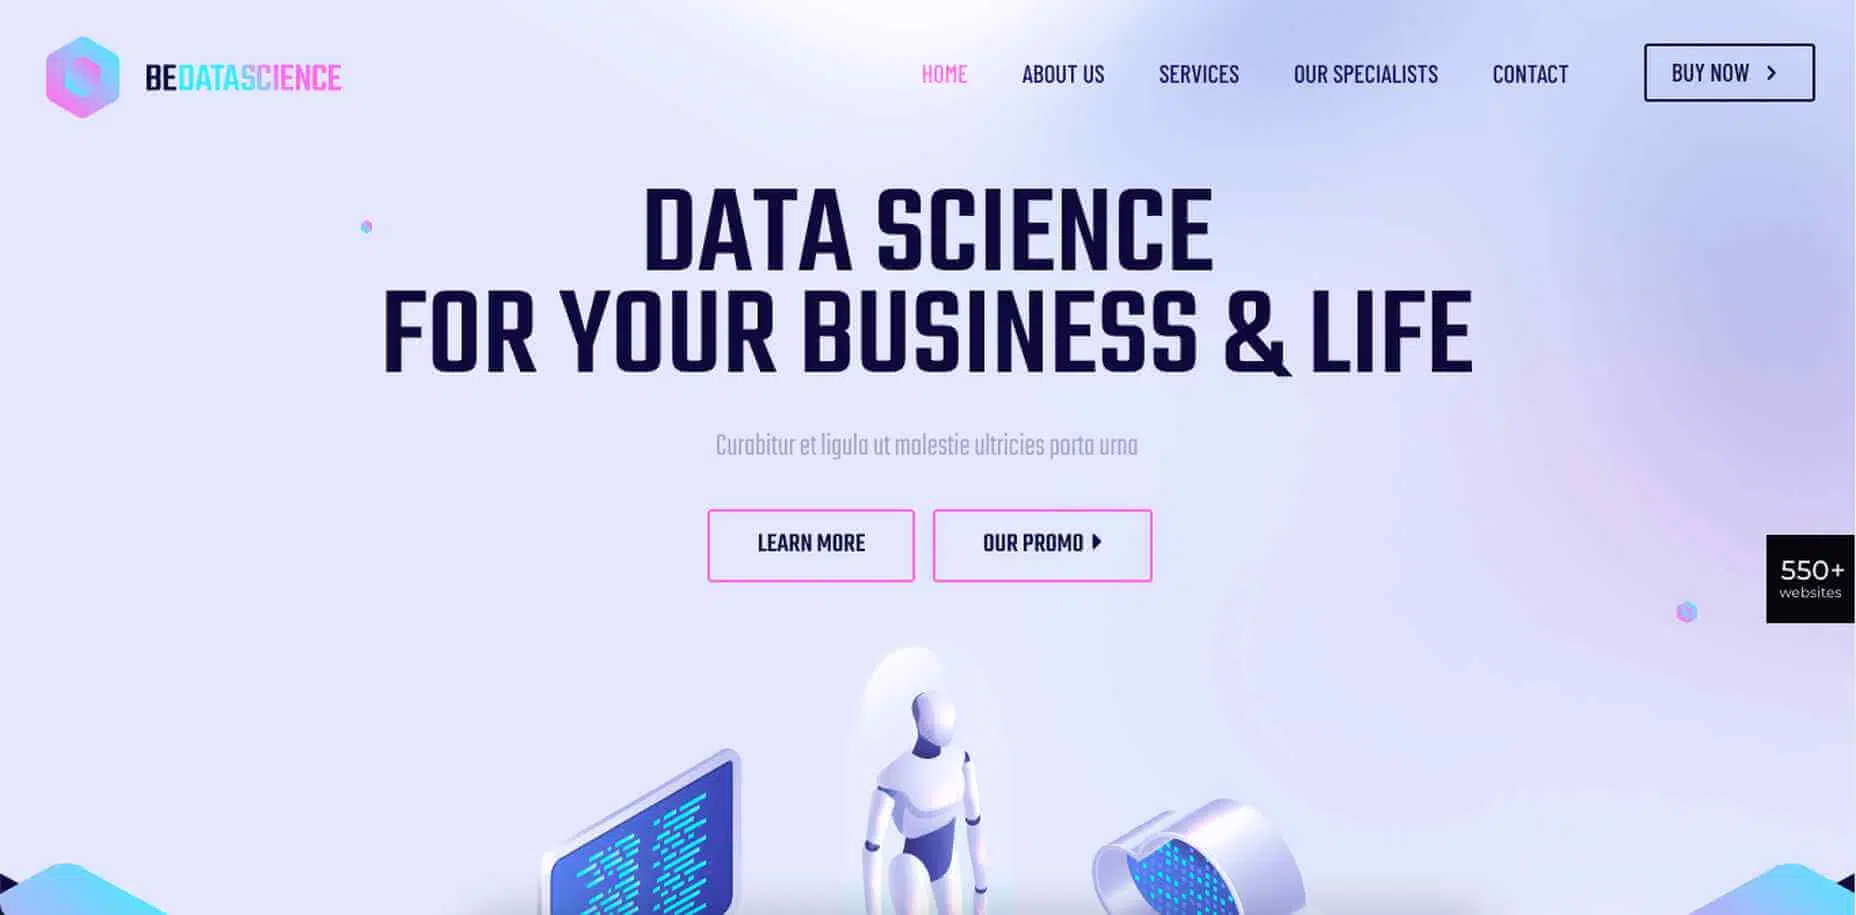 BEDATASCIENCE
HOME ABOUT US SERVICES OUR SPECIALISTS CONTACT BUY NOW
DATA SCIENCE
FOR YOUR BUSINESS & LIFE
Curabitur et ligula ut molestie ultricies porta urna
LEARN MORE OUR PROMO
550+
websites